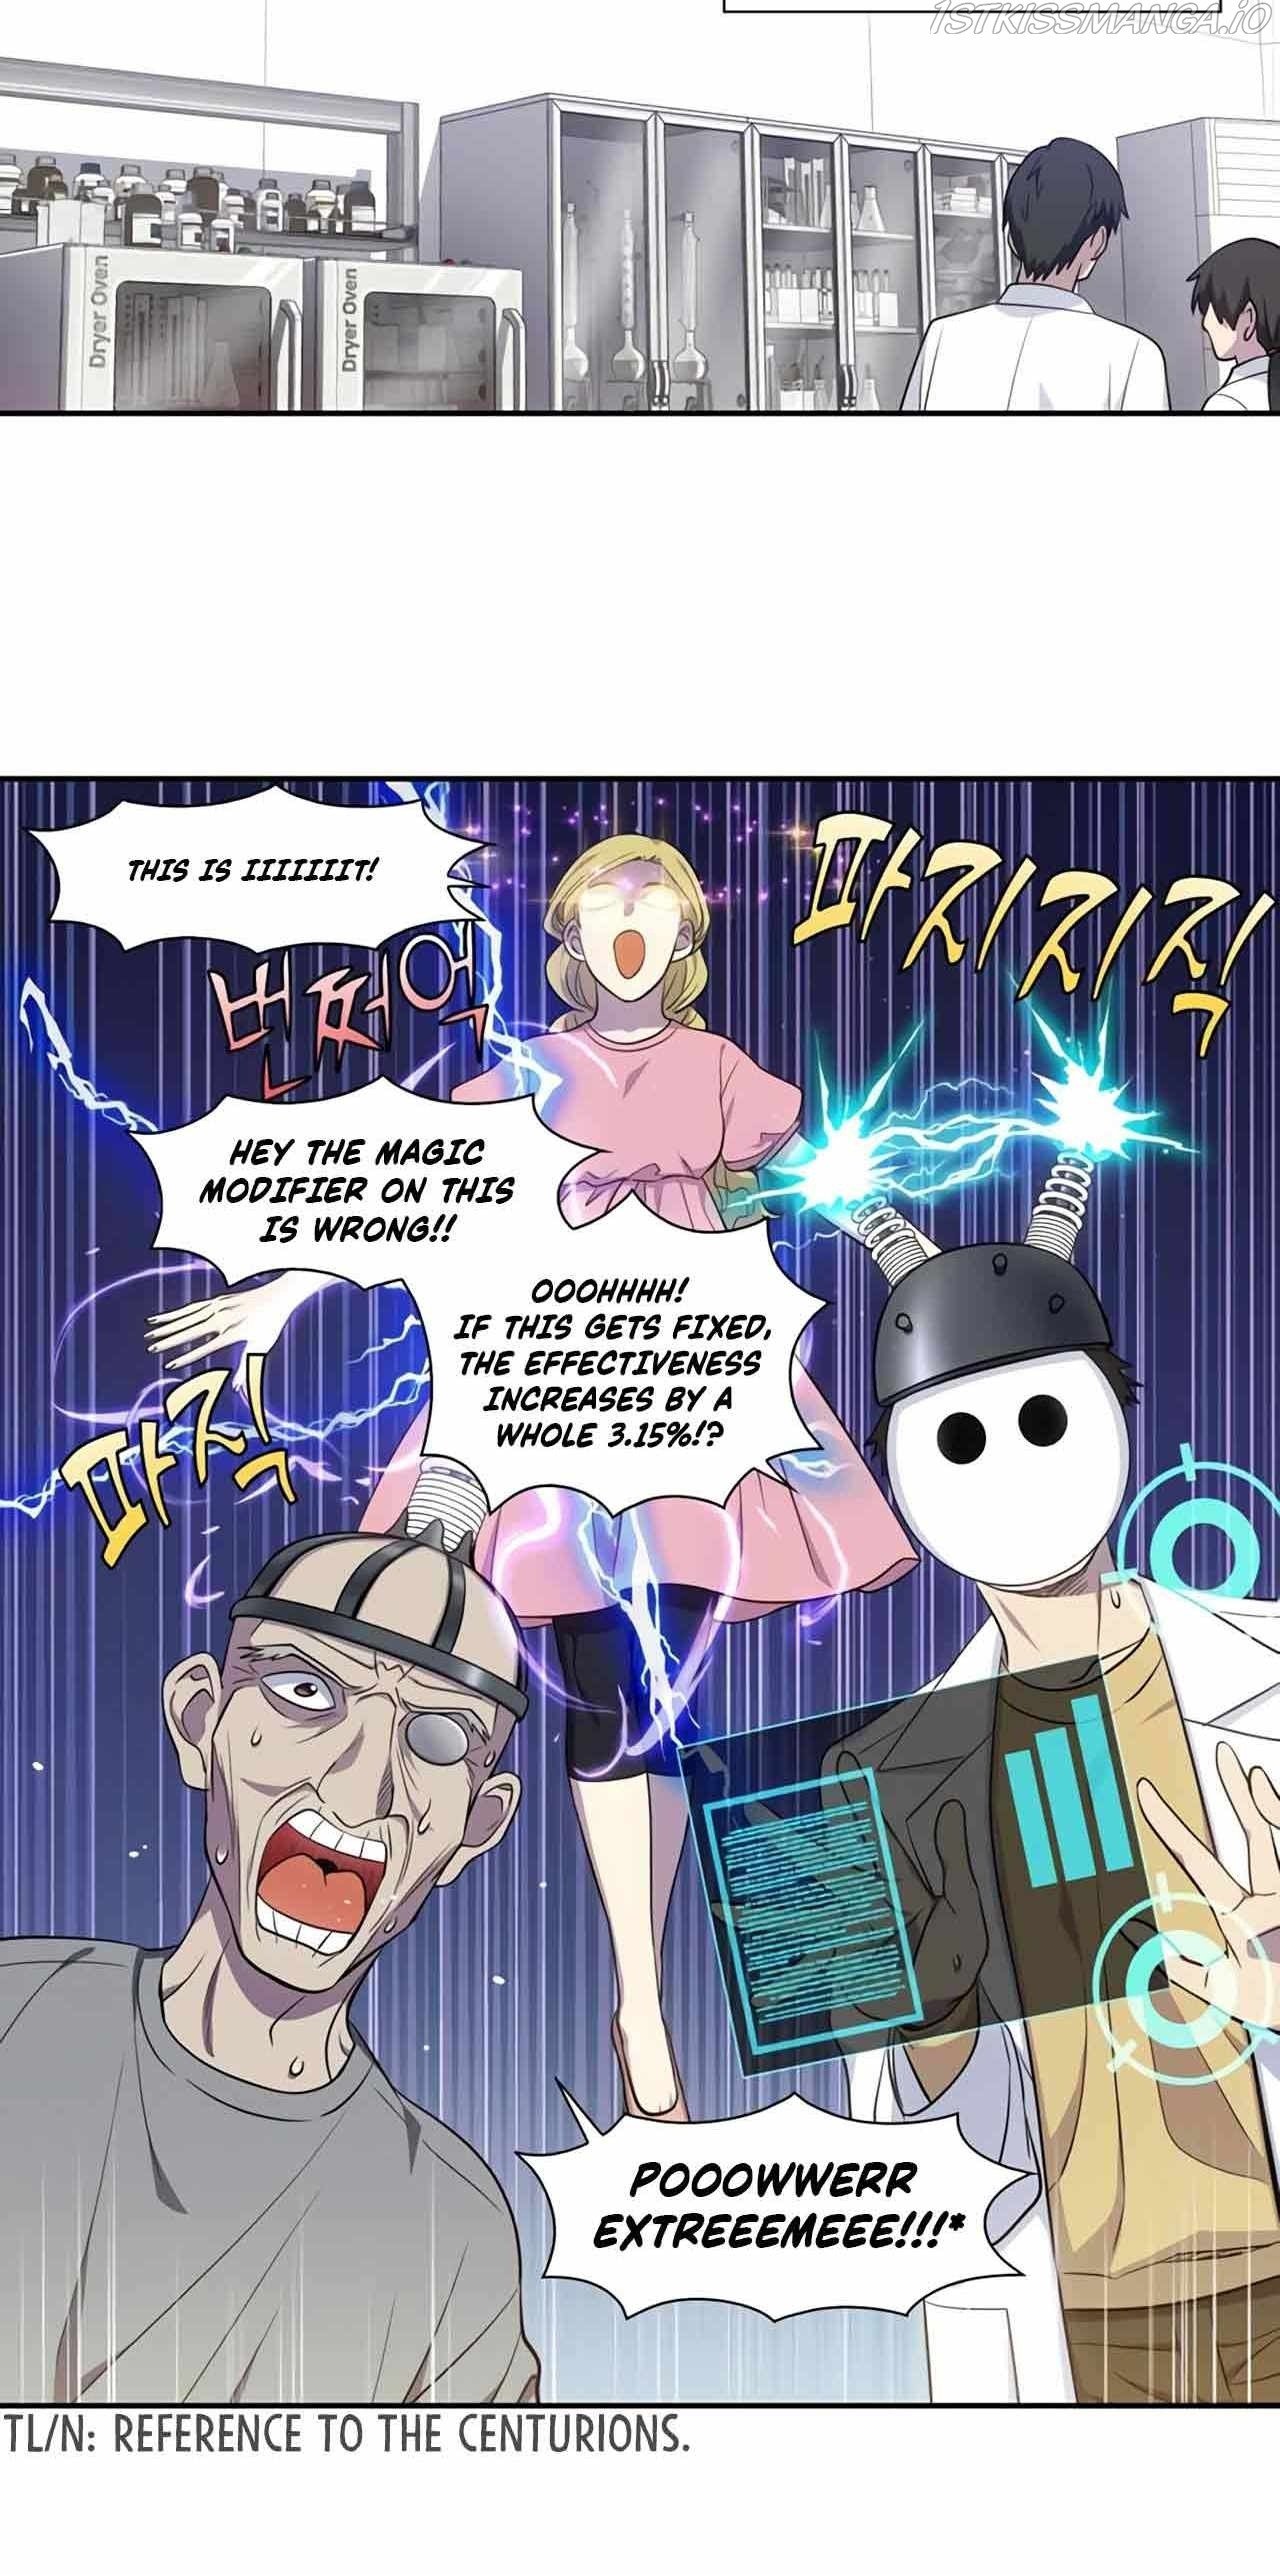 1STKISSMANGA.iO
Dryer Oven
Dryer Oven
THIS IS IIIIIIIT!
파지지직
번쩌억
HEY THE MAGIC
MODIFIER ON THIS
IS WRONG!!
OOOHHHH!
IF THIS GETS FIXED,
THE EFFECTIVENESS
INCREASES BY A
WHOLE 3.15%!?
파직
POOOWWERR
EXTREEEMEEE!!!*
TL/N: REFERENCE TO THE CENTURIONS.